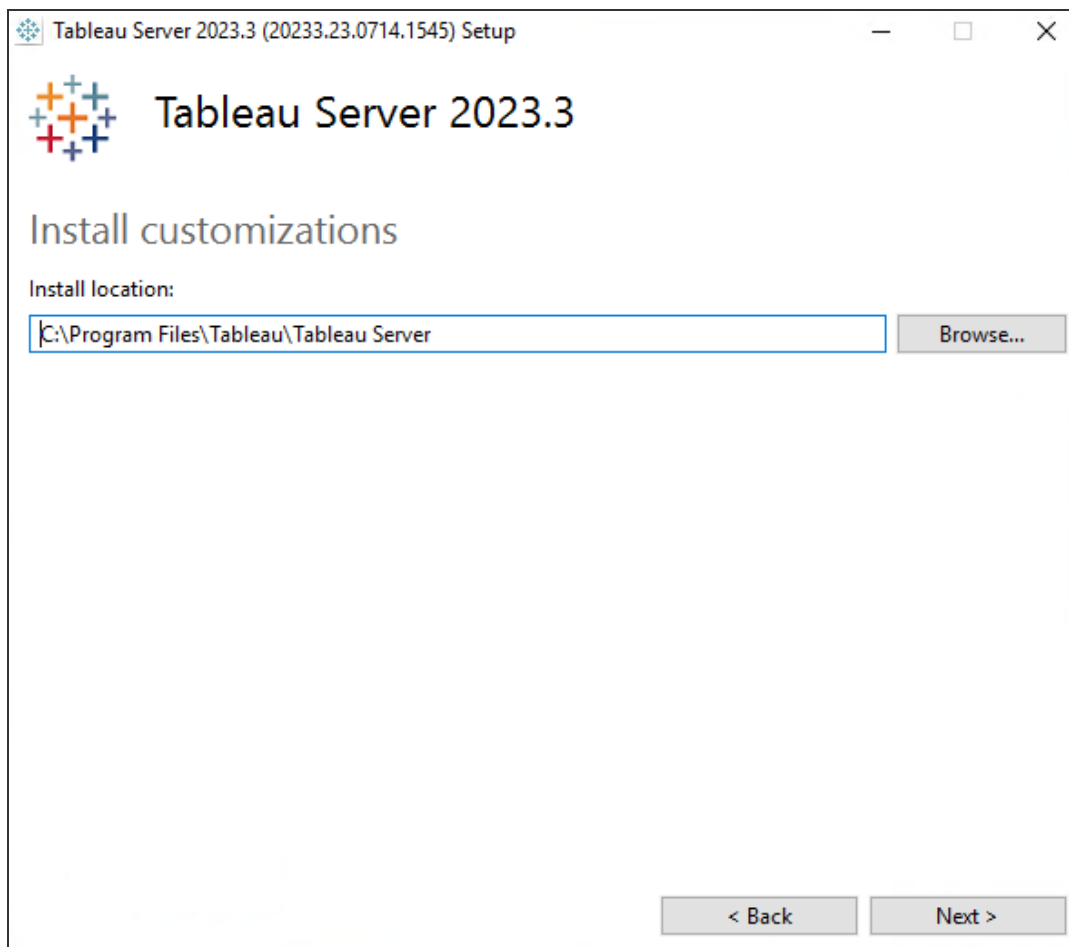 Tableau Server 2023.3 (20233.23.0714.1545) Setup
Tableau Server 2023.3
Install customizations
Install location:
C:\Program Files\Tableau\Tableau Server
Browse...
< Back
Next >